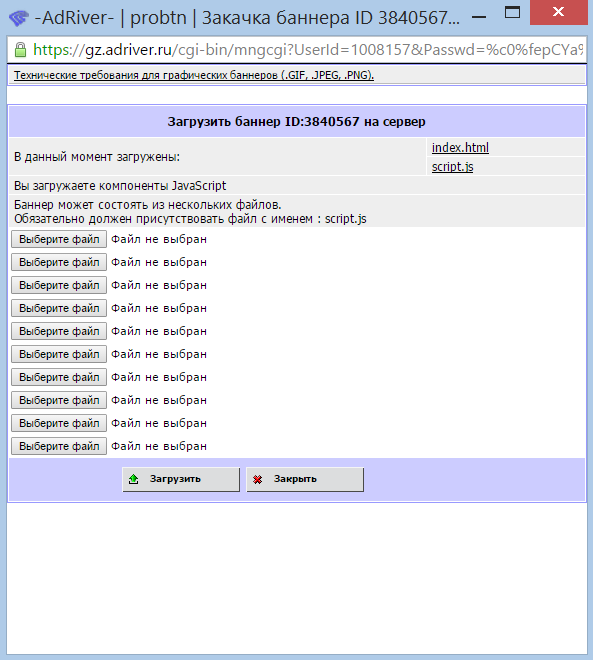 -AdRiver- | probtn | Закачка баннера ID 3840567...
https://gz.adriver.ru/cgi-bin/mngcgi?UserId=1008157&Passwd=%c0%fepCYa%
Технические требования для графических баннеров (.GIF, .JPEG, .PNG).
Загрузить баннер ID:3840567 на сервер
В данный момент загружены:
index.html
script.js
Вы загружаете компоненты JavaScript
Баннер может состоять из нескольких файлов.
Обязательно должен присутствовать файл с именем : script.js
Выберите файл Файл не выбран
Выберите файл Файл не выбран
Выберите файл Файл не выбран
Выберите файл Файл не выбран
Выберите файл Файл не выбран
Выберите файл Файл не выбран
Выберите файл Файл не выбран
Выберите файл Файл не выбран
Выберите файл Файл не выбран
Выберите файл Файл не выбран
Загрузить Закрыть